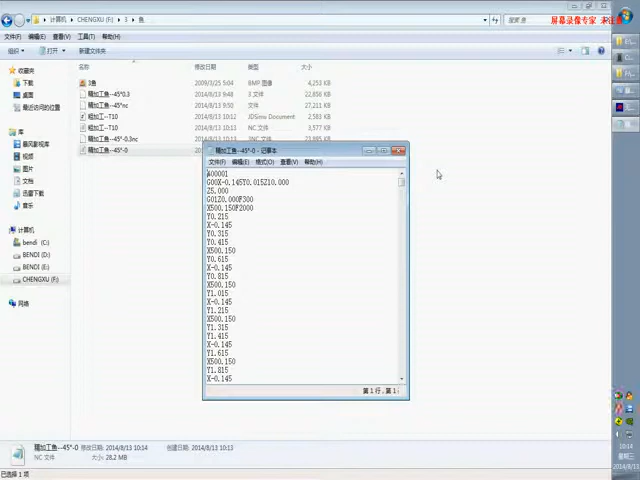 计算机 ▸ CHENGXU (F:) ▸ 3 ▸ 鱼
屏幕录像专家 未注册
文件(F) 编辑(E) 查看(V) 工具(T) 帮助(H)
组织 打开 新建文件夹
名称 修改日期 类型 大小
收藏夹
下载
桌面
最近访问的位置
库
暴风影视库
视频
图片
文档
迅雷下载
音乐
计算机
bendi (C:)
BENDI (D:)
BENDI (E:)
CHENGXU (F:)
网络
3鱼 2009/3/25 5:04 BMP 图像 4,253 KB
精加工鱼--45°0.3 2014/8/13 9:48 3 文件 22,856 KB
精加工鱼--45°nc 2014/8/13 9:50 文件 27,211 KB
粗加工--T10 2014/8/13 10:12 JDSimu Document 2,583 KB
粗加工--T10 2014/8/13 10:23 NC 文件 3,577 KB
精加工鱼--45°-0.3nc
精加工鱼--45°-0
精加工鱼--45°-0 - 记事本
文件(F) 编辑(E) 格式(O) 查看(V) 帮助(H)
G00X-0.145Y0.015Z10.000
Z5.000
G01Z0.000F300
X500.150F2000
Y0.215
X-0.145
Y0.315
Y0.415
X500.150
Y0.615
X-0.145
Y0.815
X500.150
Y1.015
X-0.145
Y1.215
X500.150
Y1.315
Y1.415
X-0.145
Y1.615
X500.150
Y1.815
X-0.145
第 1 行，第 1
精加工鱼--45°-0 修改日期: 2014/8/13 10:14 创建日期: 2014/8/13 10:13
NC 文件 大小: 28.2 MB
已选择 1 项
10:14
星期三
2014/8/13